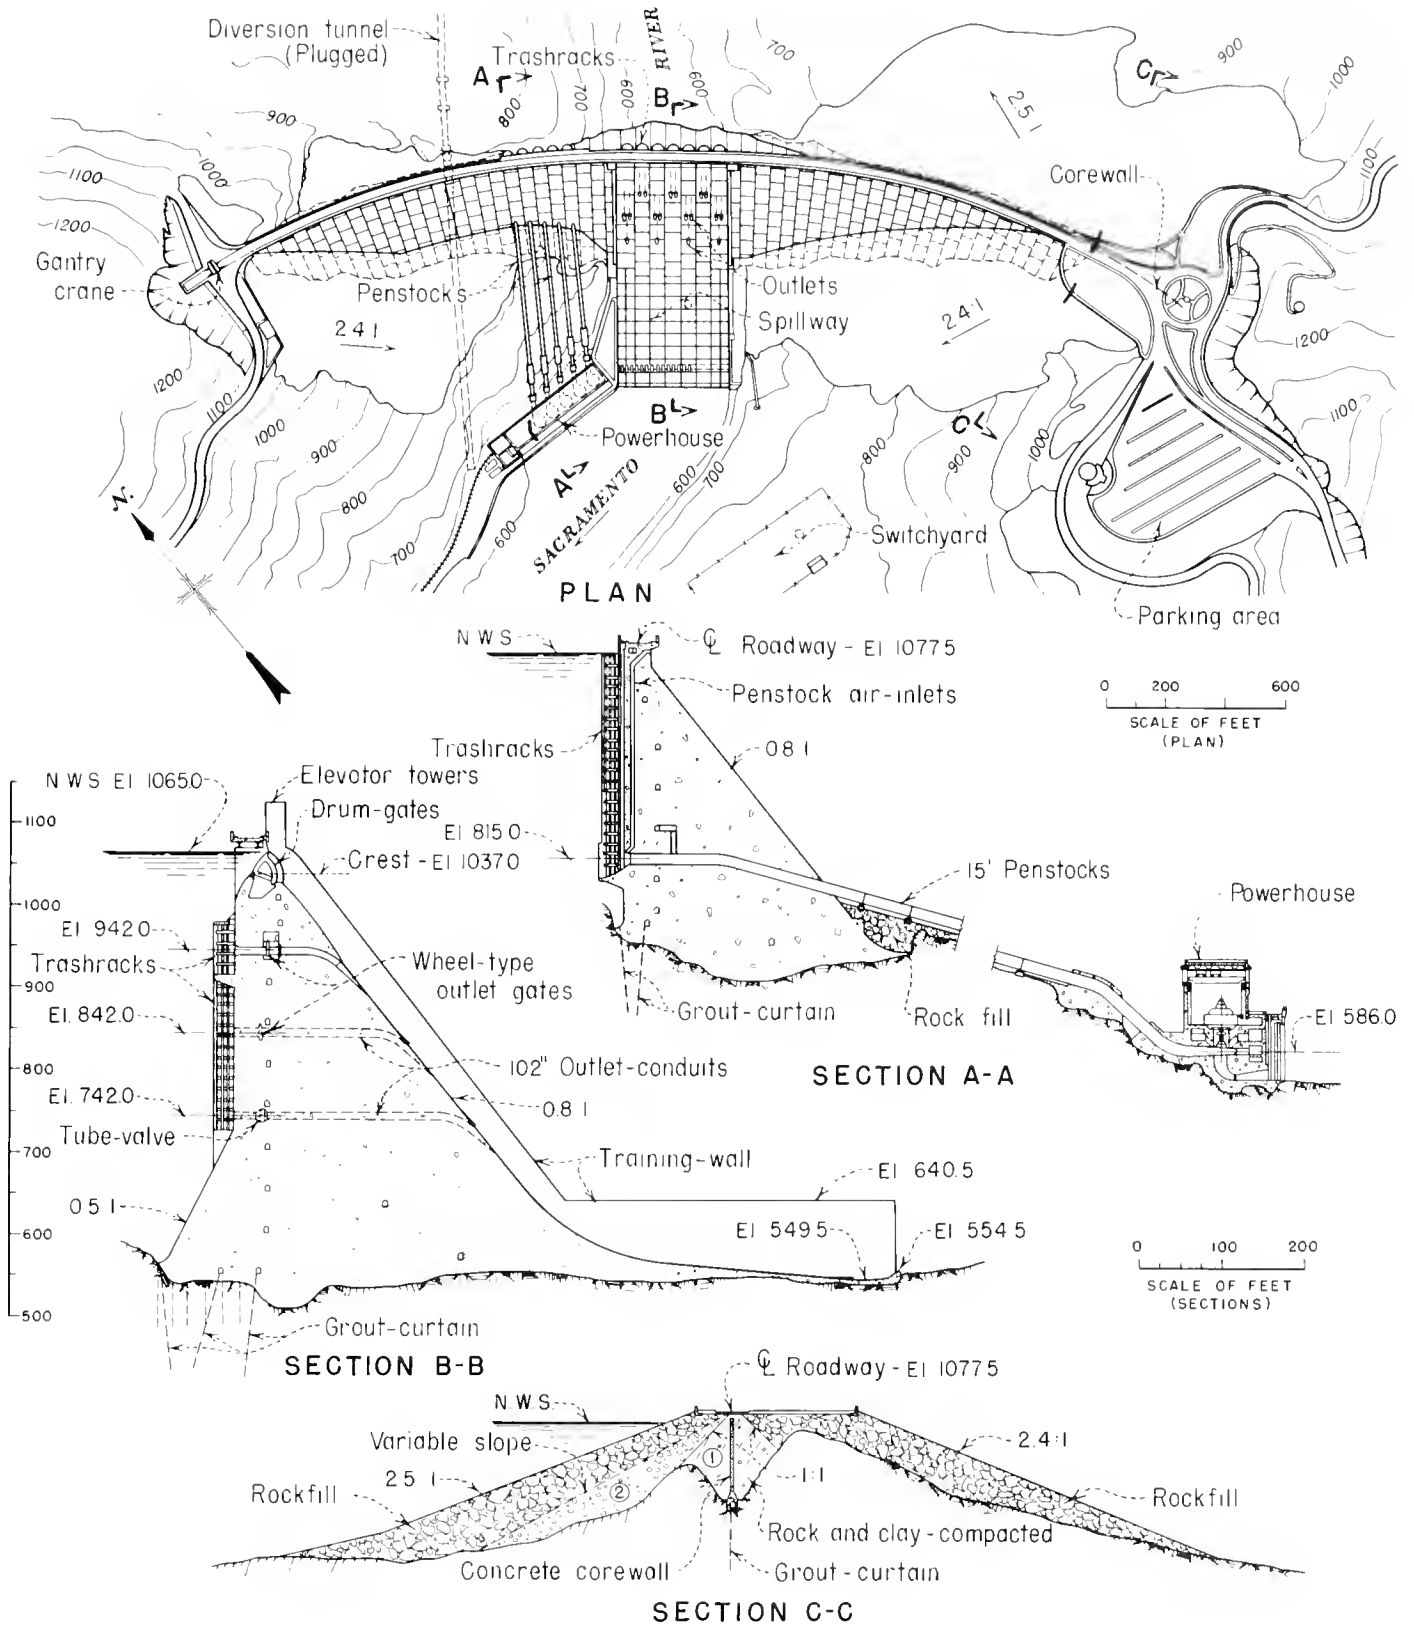 Diversion tunnel
(Plugged)
Trashracks
RIVER
A
B
C
700
900
1000
800
700
600
600
2.5 1
900
1000
1100
1200
1100
Corewall
Gantry
crane
Penstocks
2 4 1
Outlets
Spillway
2.4:1
1200
1100
1200
1100
1000
900
800
700
600
Powerhouse
B
A
C
SACRAMENTO
600
700
800
900
1000
N.
Switchyard
PLAN
Parking area
NWS
℄ Roadway - El 1077.5
Penstock air-inlets
0 200 600
SCALE OF FEET
(PLAN)
Trashracks
0.8 1
El 815 0
15' Penstocks
Powerhouse
Grout-curtain
Rock fill
El 586.0
SECTION A-A
NWS El 1065.0
Elevator towers
Drum-gates
Crest - El 1037.0
1100
1000
900
800
700
600
500
El 942.0
Trashracks
Wheel-type
outlet gates
El. 842.0
102" Outlet-conduits
El. 742.0
0.8 1
Tube-valve
Training-wall
El 640.5
0.5 1
El 549.5
El 554.5
0 100 200
SCALE OF FEET
(SECTIONS)
Grout-curtain
SECTION B-B
℄ Roadway - El 1077.5
N.W.S.
Variable slope
2.5 1
Rockfill
1
2
1:1
2.4:1
Rockfill
Rock and clay-compacted
Concrete corewall
Grout-curtain
SECTION C-C